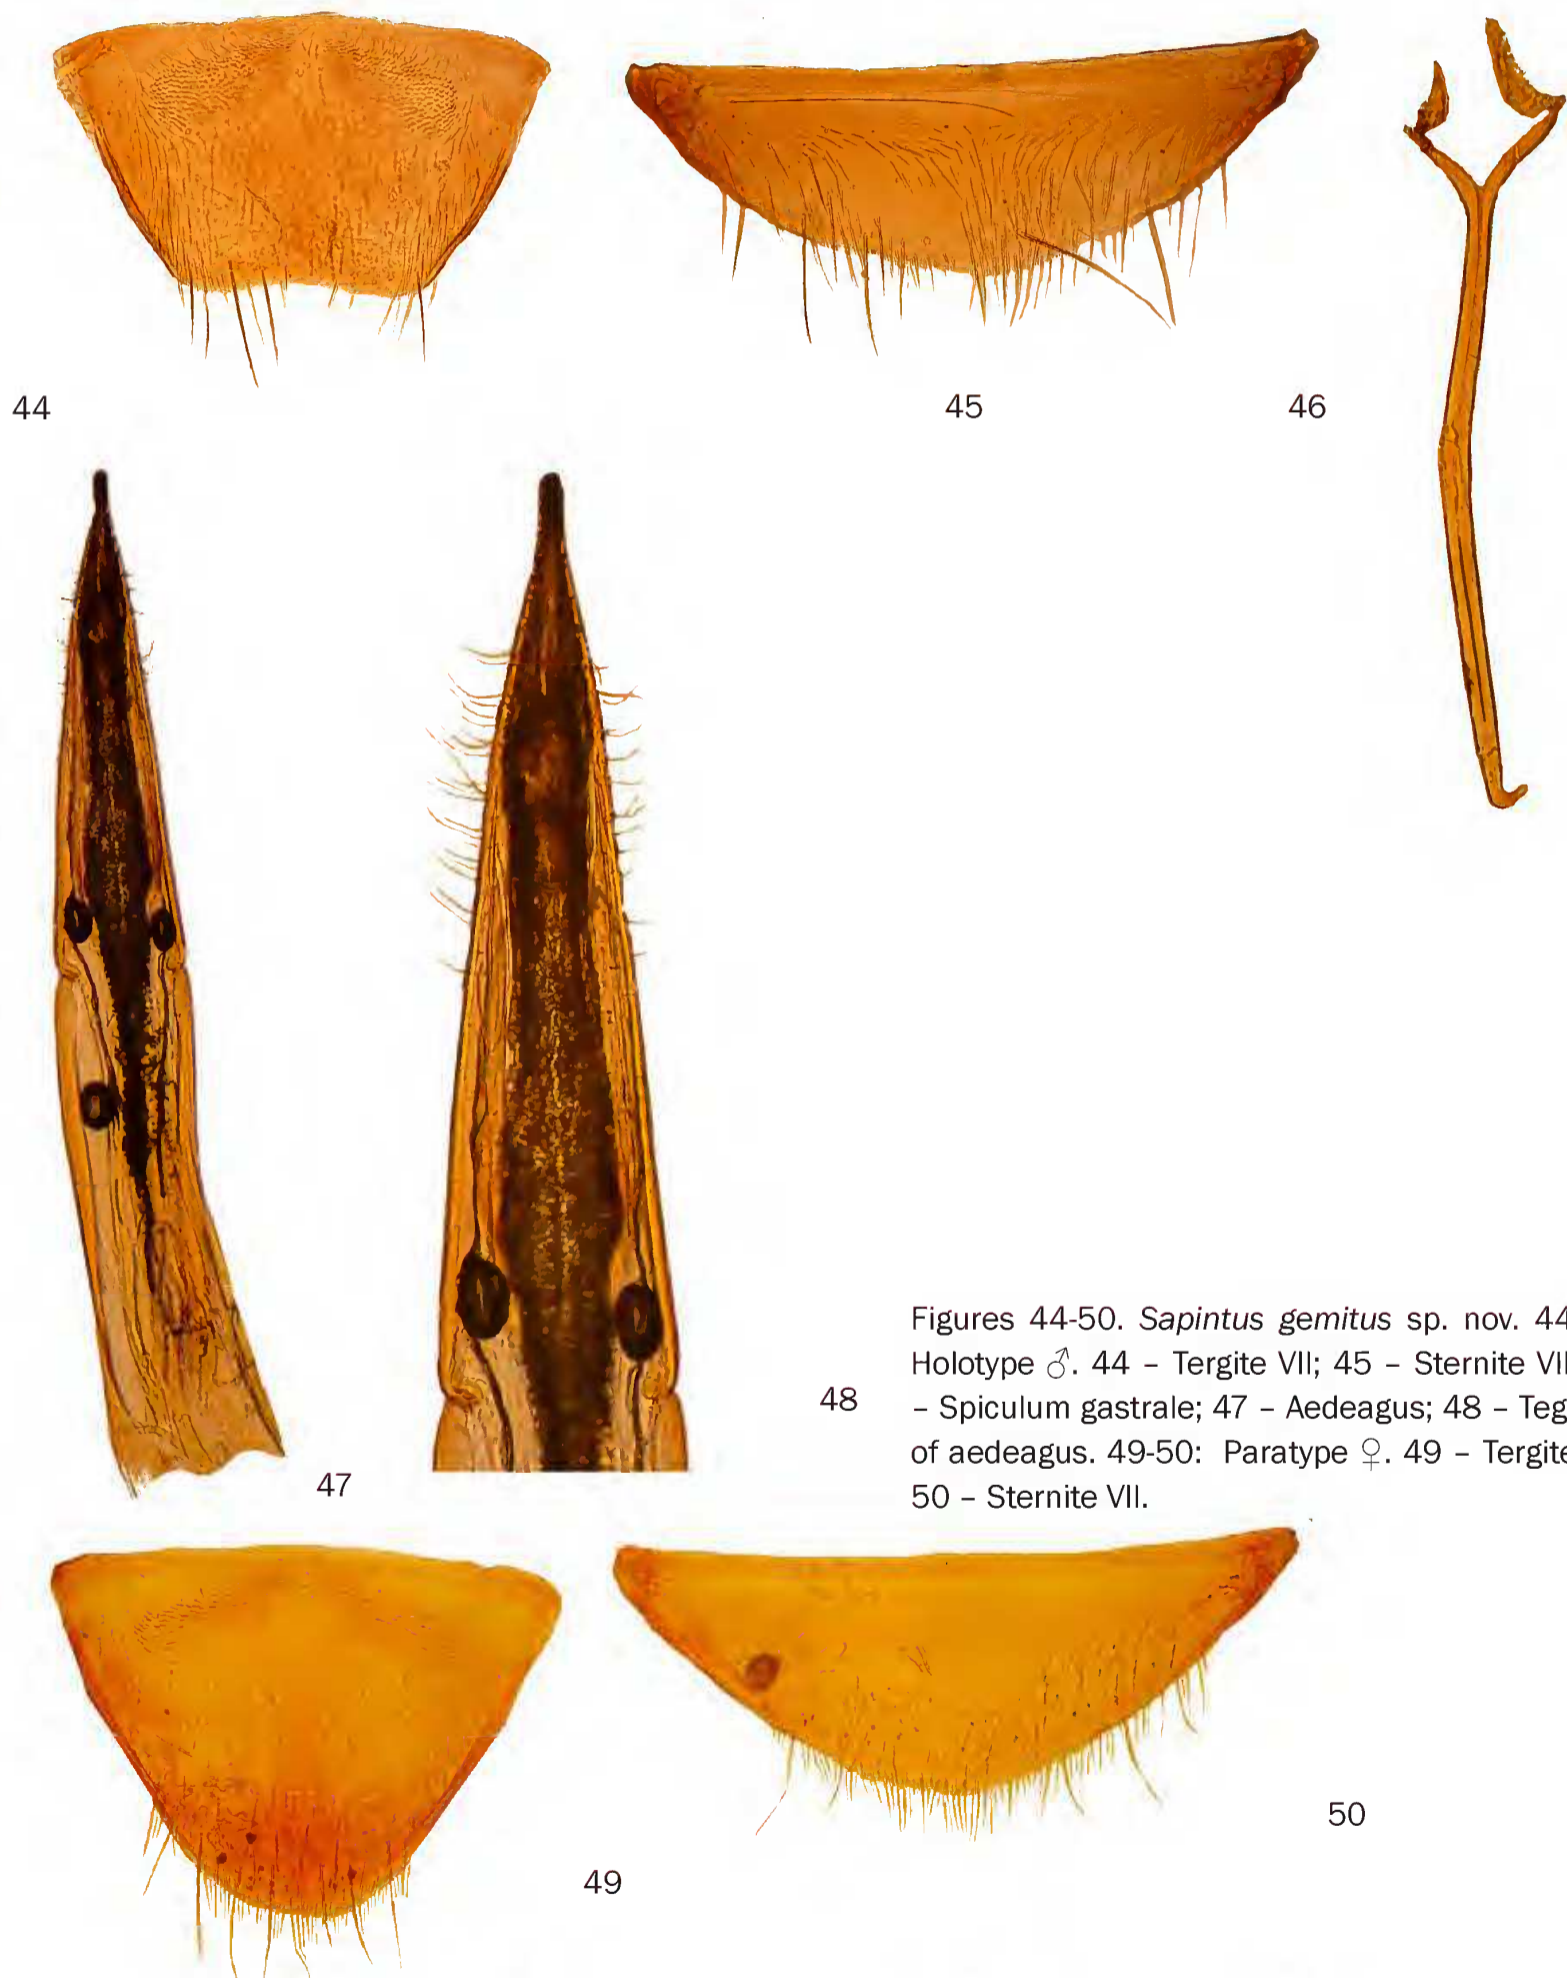 44
45
46
Figures 44-50. Sapintus gemitus sp. nov. 44
Holotype ♂. 44 – Tergite VII; 45 – Sternite VII
48
– Spiculum gastrale; 47 – Aedeagus; 48 – Teg
of aedeagus. 49-50: Paratype ♀. 49 – Tergite
47
50 – Sternite VII.
50
49